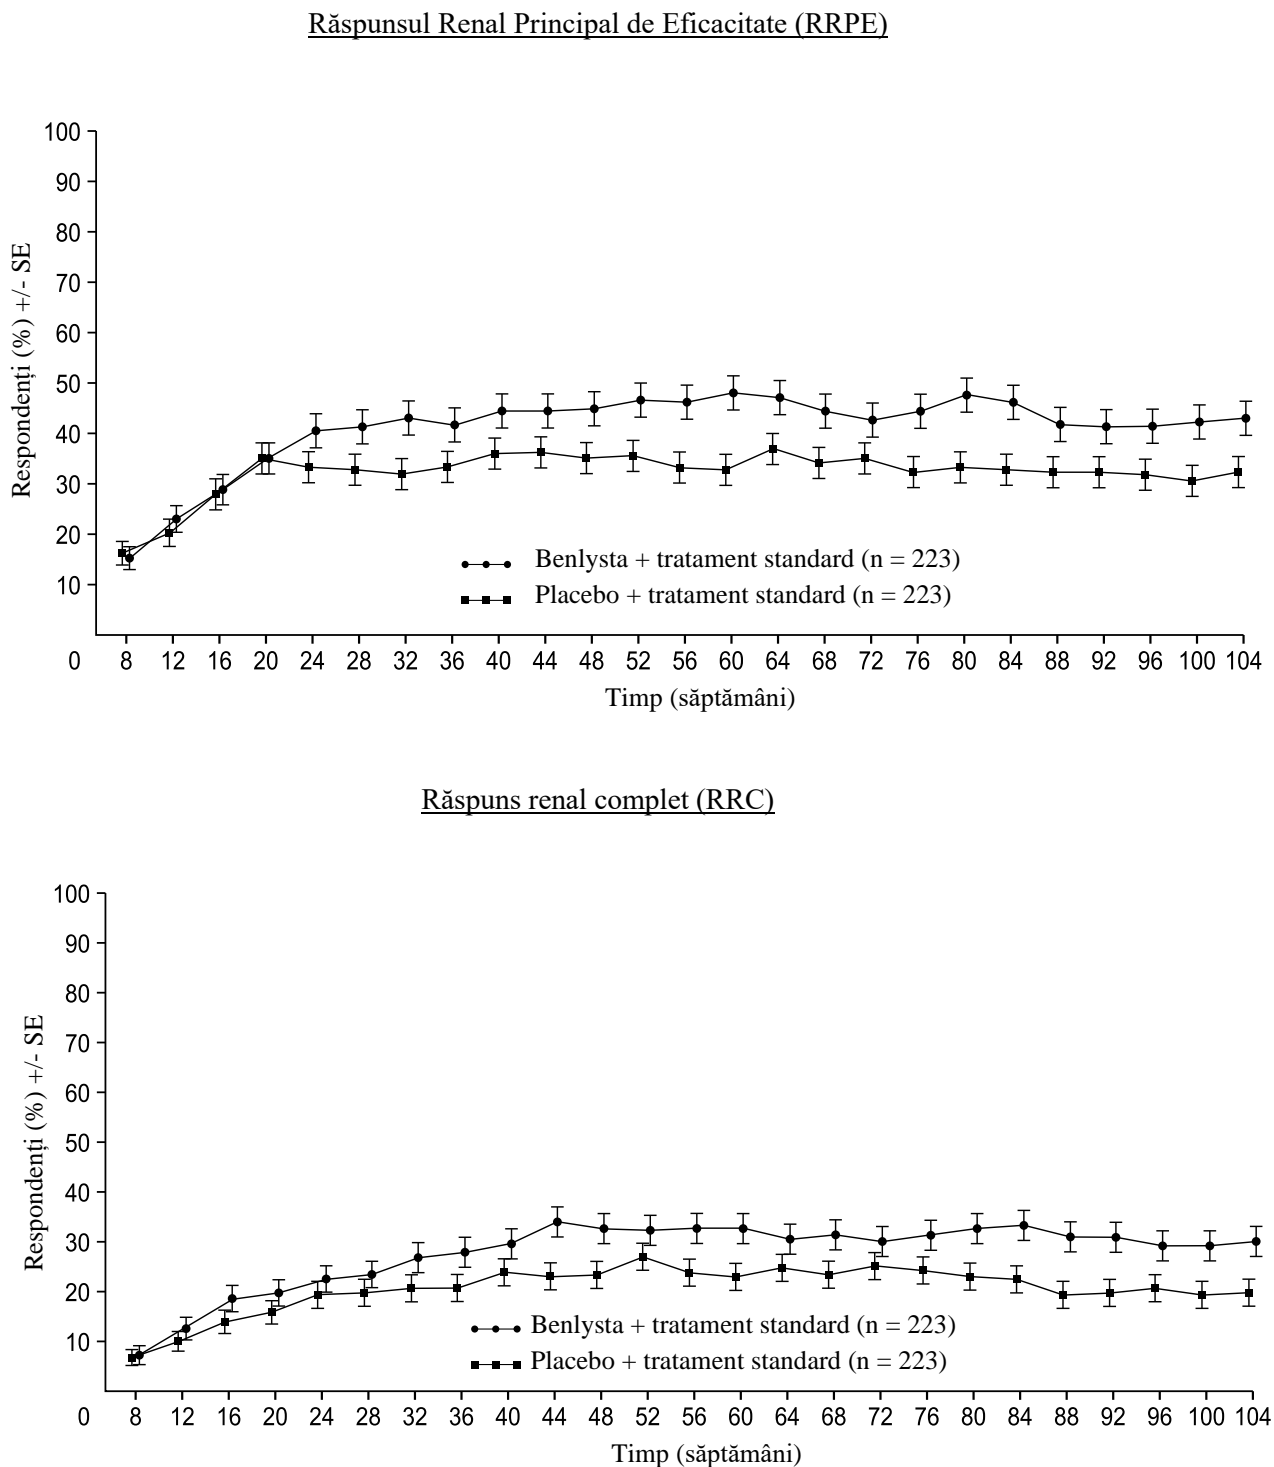 Răspunsul Renal Principal de Eficacitate (RRPE)
Respondenți (%) +/- SE
100
90
80
70
60
50
40
30
20
10
0
Benlysta + tratament standard (n = 223)
Placebo + tratament standard (n = 223)
8 12 16 20 24 28 32 36 40 44 48 52 56 60 64 68 72 76 80 84 88 92 96 100 104
Timp (săptămâni)
Răspuns renal complet (RRC)
Respondenți (%) +/- SE
100
90
80
70
60
50
40
30
20
10
0
Benlysta + tratament standard (n = 223)
Placebo + tratament standard (n = 223)
8 12 16 20 24 28 32 36 40 44 48 52 56 60 64 68 72 76 80 84 88 92 96 100 104
Timp (săptămâni)